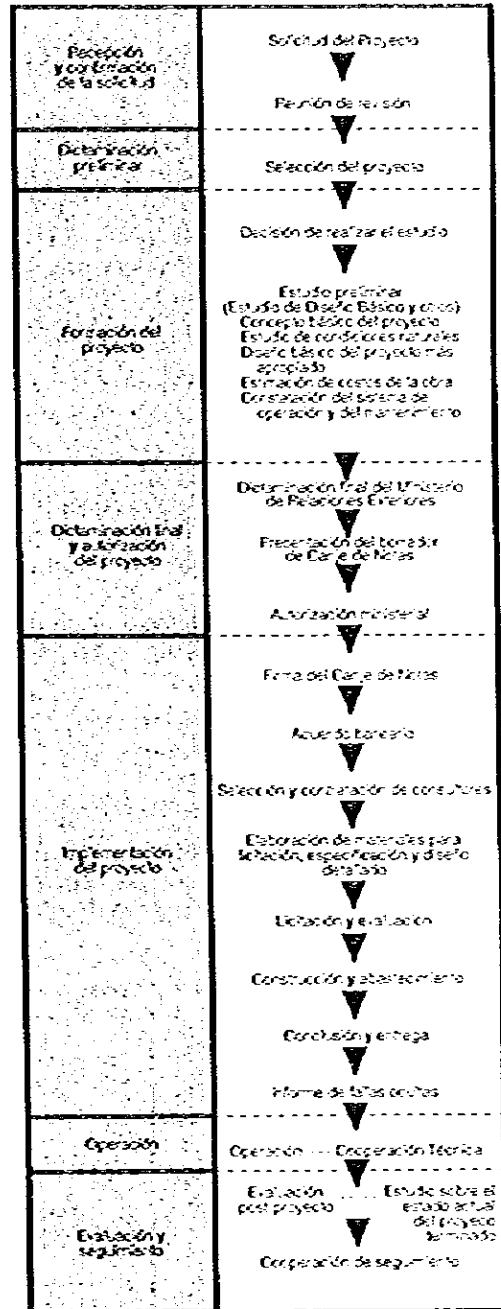 Recepción
y confirmación
de la solicitud
Solicitud del Proyecto
Reunión de revisión
Dictaminación
preliminar
Selección del proyecto
Formación del
proyecto
Decisión de realizar el estudio
Estudio preliminar
(Estudio de Diseño Básico y otros)
Concepto básico del proyecto
Estudio de condiciones naturales
Diseño básico del proyecto más
apropiado
Estimación de costos de la obra
Constatación del sistema de
operación y del mantenimiento
Dictaminación final
y autorización
del proyecto
Dictaminación final del Ministerio
de Relaciones Exteriores
Presentación del borrador
de Canje de Notas
Autorización ministerial
Implementación
del proyecto
Firma del Canje de Notas
Acuerdo bancario
Selección y contratación de consultores
Elaboración de materiales para
licitación, especificación y diseño
detallado
Licitación y evaluación
Construcción y abastecimiento
Conclusión y entrega
Informe de fallas ocultas
Operación
Operación ---- Cooperación Técnica
Evaluación y
seguimiento
Evaluación ...... Estudio sobre el
post proyecto estado actual
del proyecto
terminado
Cooperación de seguimiento